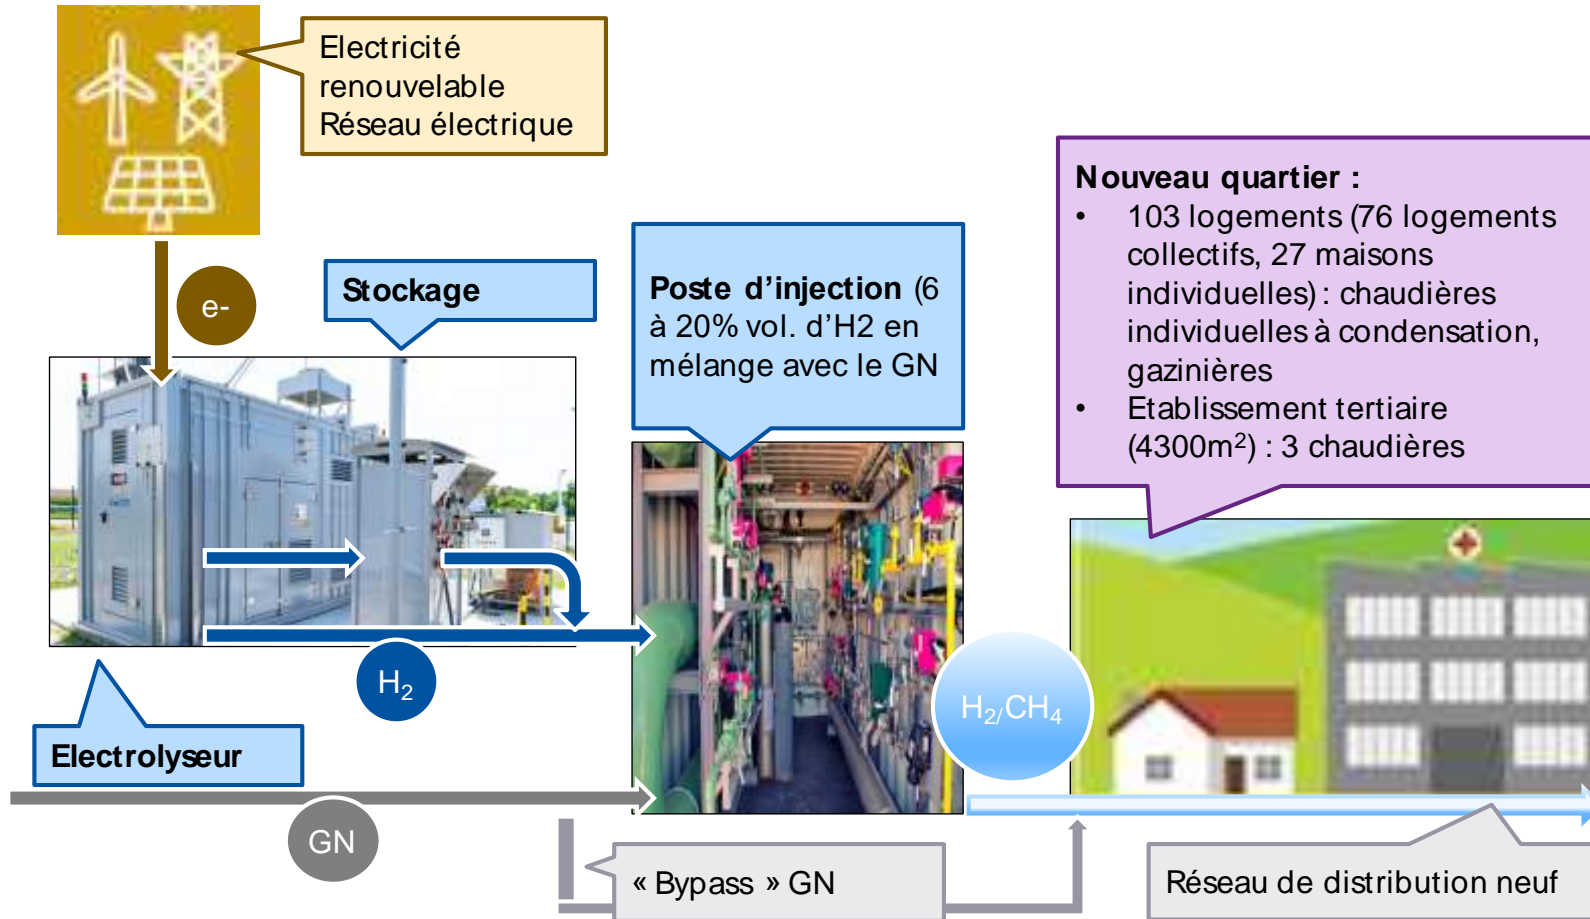 Electricité
renouvelable
Réseau électrique
e-
Stockage
Poste d’injection (6
à 20% vol. d’H2 en
mélange avec le GN
Nouveau quartier :
• 103 logements (76 logements
collectifs, 27 maisons
individuelles) : chaudières
individuelles à condensation,
gazinières
• Etablissement tertiaire
(4300m²) : 3 chaudières
H₂
H₂/CH₄
Electrolyseur
GN
« Bypass » GN
Réseau de distribution neuf